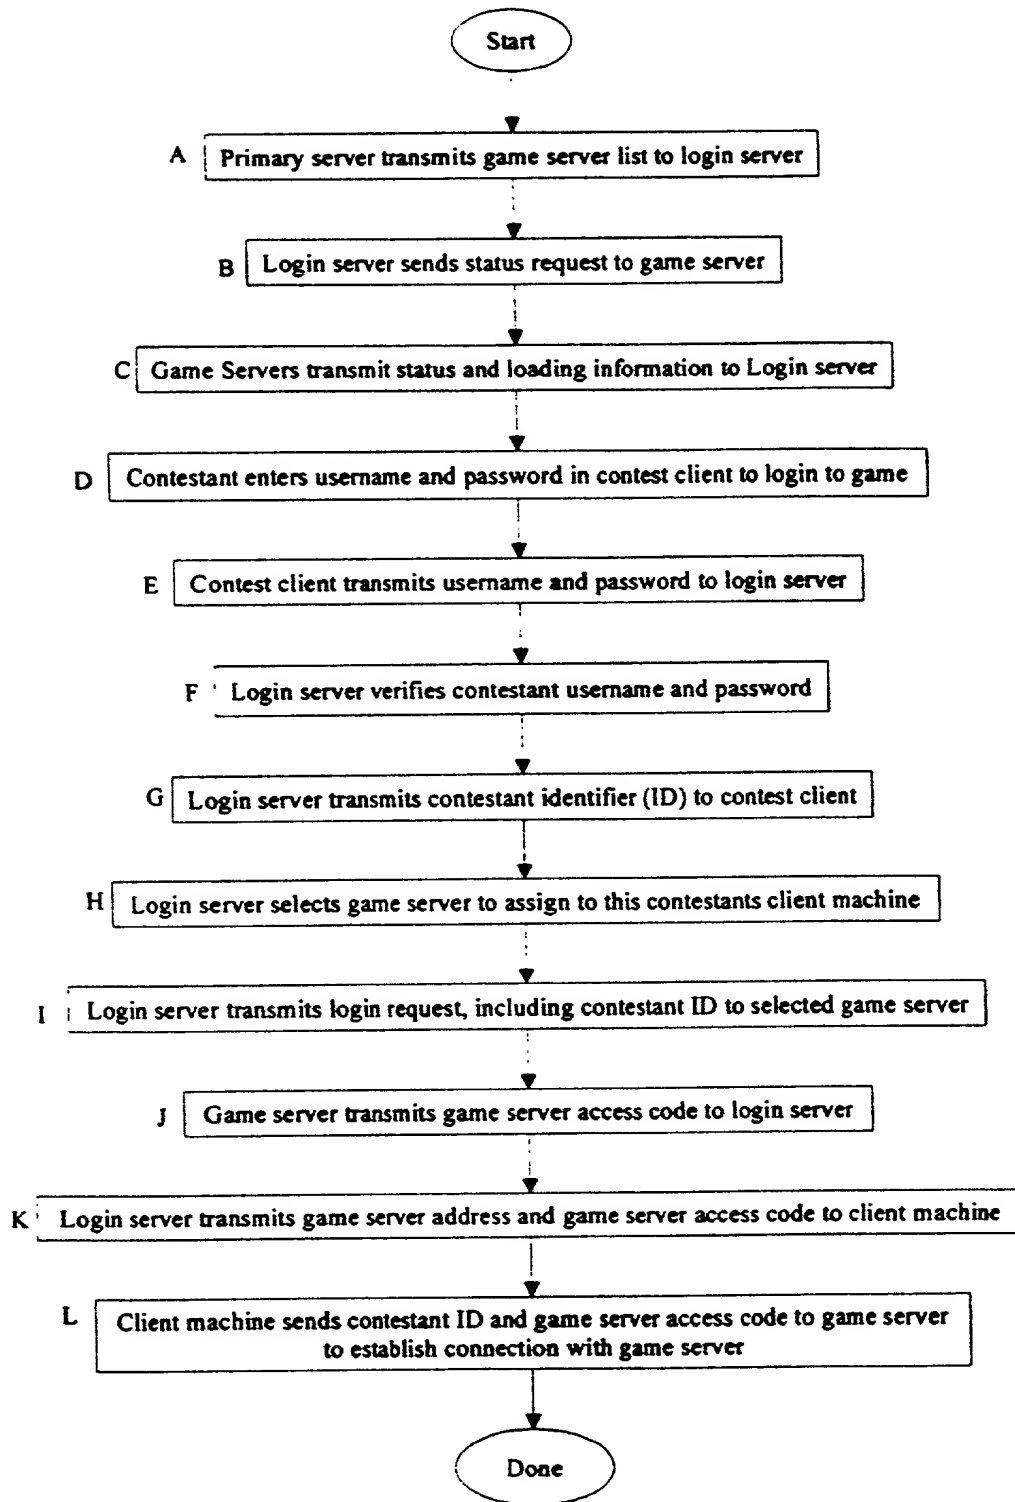 Start
A Primary server transmits game server list to login server
B Login server sends status request to game server
C Game Servers transmit status and loading information to Login server
D Contestant enters username and password in contest client to login to game
E Contest client transmits username and password to login server
F Login server verifies contestant username and password
G Login server transmits contestant identifier (ID) to contest client
H Login server selects game server to assign to this contestants client machine
I Login server transmits login request, including contestant ID to selected game server
J Game server transmits game server access code to login server
K Login server transmits game server address and game server access code to client machine
L Client machine sends contestant ID and game server access code to game server
to establish connection with game server
Done